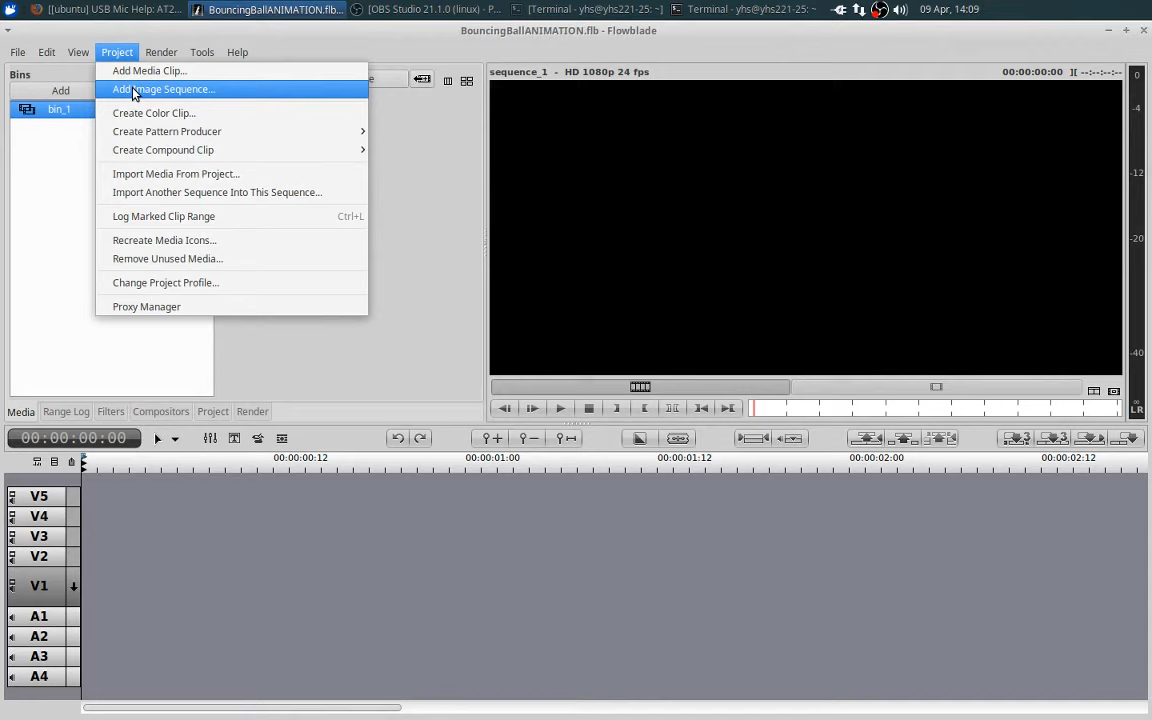 [[ubuntu] USB Mic Help: AT2...
BouncingBallANIMATION.flb...
[OBS Studio 21.1.0 (linux) - P...
[Terminal - yhs@yhs221-25: ~]
Terminal - yhs@yhs221-25: ~
09 Apr, 14:09
BouncingBallANIMATION.flb - Flowblade
File Edit View Project Render Tools Help
Bins
Add
bin_1
Add Media Clip...
Add Image Sequence...
Create Color Clip...
Create Pattern Producer
Create Compound Clip
Import Media From Project...
Import Another Sequence Into This Sequence...
Log Marked Clip Range Ctrl+L
Recreate Media Icons...
Remove Unused Media...
Change Project Profile...
Proxy Manager
sequence_1 - HD 1080p 24 fps
00:00:00:00 ][ --:--:--:--
0
-4
-12
-20
-40
∞
L R
Media Range Log Filters Compositors Project Render
00:00:00:00
00:00:00:12 00:00:01:00 00:00:01:12 00:00:02:00 00:00:02:12
V5
V4
V3
V2
V1
A1
A2
A3
A4